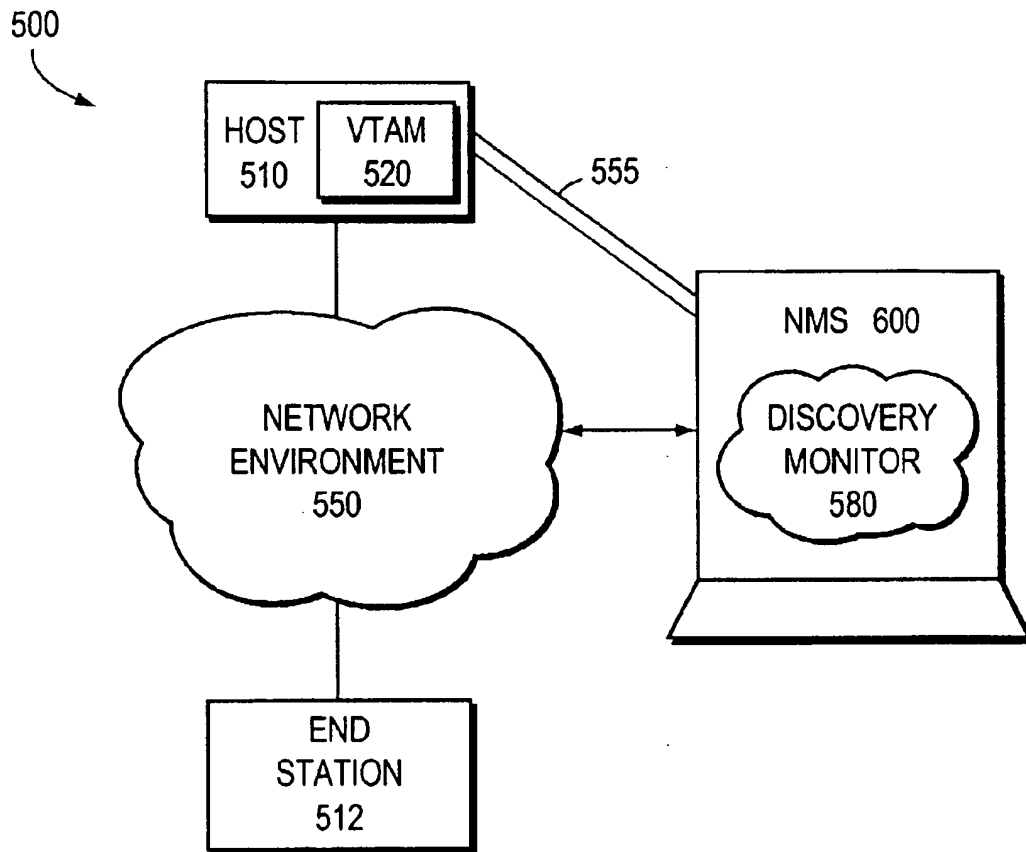 500
HOST
510
VTAM
520
555
NMS 600
DISCOVERY
MONITOR
580
NETWORK
ENVIRONMENT
550
END
STATION
512